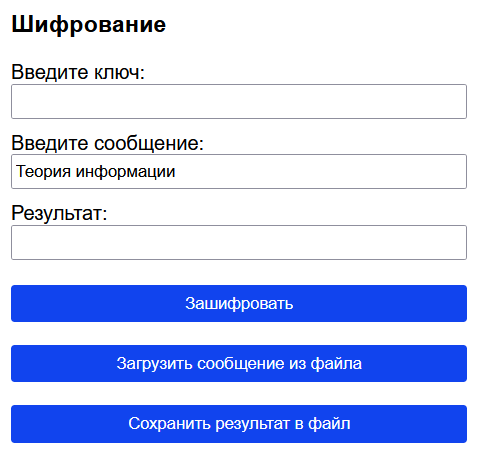 Шифрование
Введите ключ:
Введите сообщение:
Теория информации
Результат:
Зашифровать
Загрузить сообщение из файла
Сохранить результат в файл